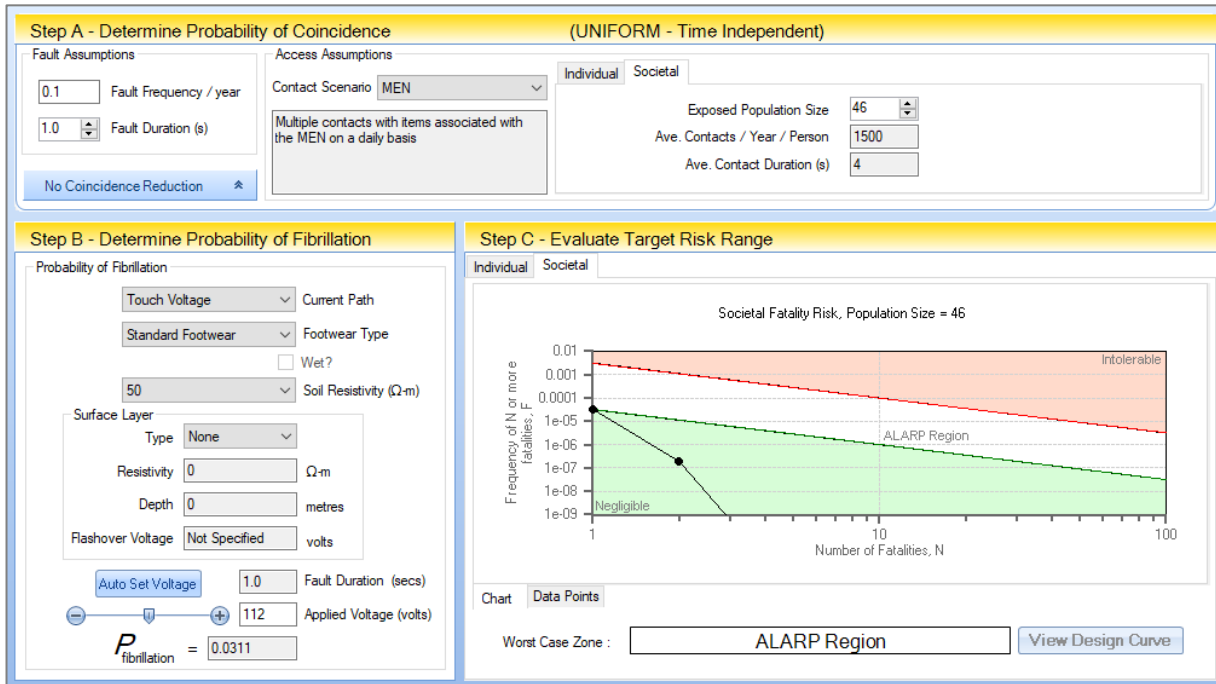 Step A - Determine Probability of Coincidence (UNIFORM - Time Independent)
Fault Assumptions
0.1 Fault Frequency / year
1.0 Fault Duration (s)
No Coincidence Reduction
Access Assumptions
Contact Scenario MEN
Multiple contacts with items associated with
the MEN on a daily basis
Individual Societal
Exposed Population Size 46
Ave. Contacts / Year / Person 1500
Ave. Contact Duration (s) 4
Step B - Determine Probability of Fibrillation
Probability of Fibrillation
Touch Voltage Current Path
Standard Footwear Footwear Type
Wet?
50 Soil Resistivity (Ω-m)
Surface Layer
Type None
Resistivity 0 Ω-m
Depth 0 metres
Flashover Voltage Not Specified volts
Auto Set Voltage 1.0 Fault Duration (secs)
112 Applied Voltage (volts)
P fibrillation = 0.0311
Step C - Evaluate Target Risk Range
Individual Societal
Societal Fatality Risk, Population Size = 46
Frequency of N or more
fatalities, F
0.01
0.001
0.0001
1e-05
1e-06
1e-07
1e-08
1e-09
Intolerable
ALARP Region
Negligible
1 10 100
Number of Fatalities, N
Chart Data Points
Worst Case Zone : ALARP Region View Design Curve